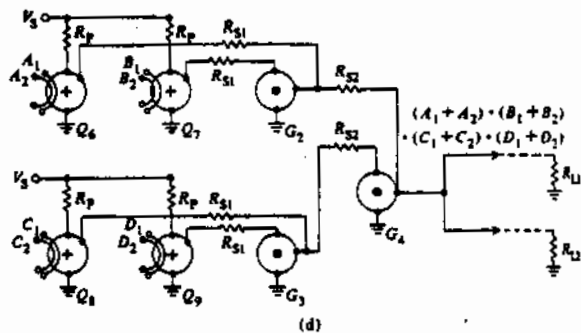 V_S R_P R_P R_S1
A_1 B_1 R_S1 R_S2
A_2 B_2
+ + (A_1 + A_2) · (B_1 + B_2)
Q_6 Q_7 G_2 R_S2 · (C_1 + C_2) · (D_1 + D_2)
V_S R_L1
R_P R_P R_S1 G_4
C_1 D_1 R_S1
C_2 D_2
+ + R_L2
Q_8 Q_9 G_3
(d)